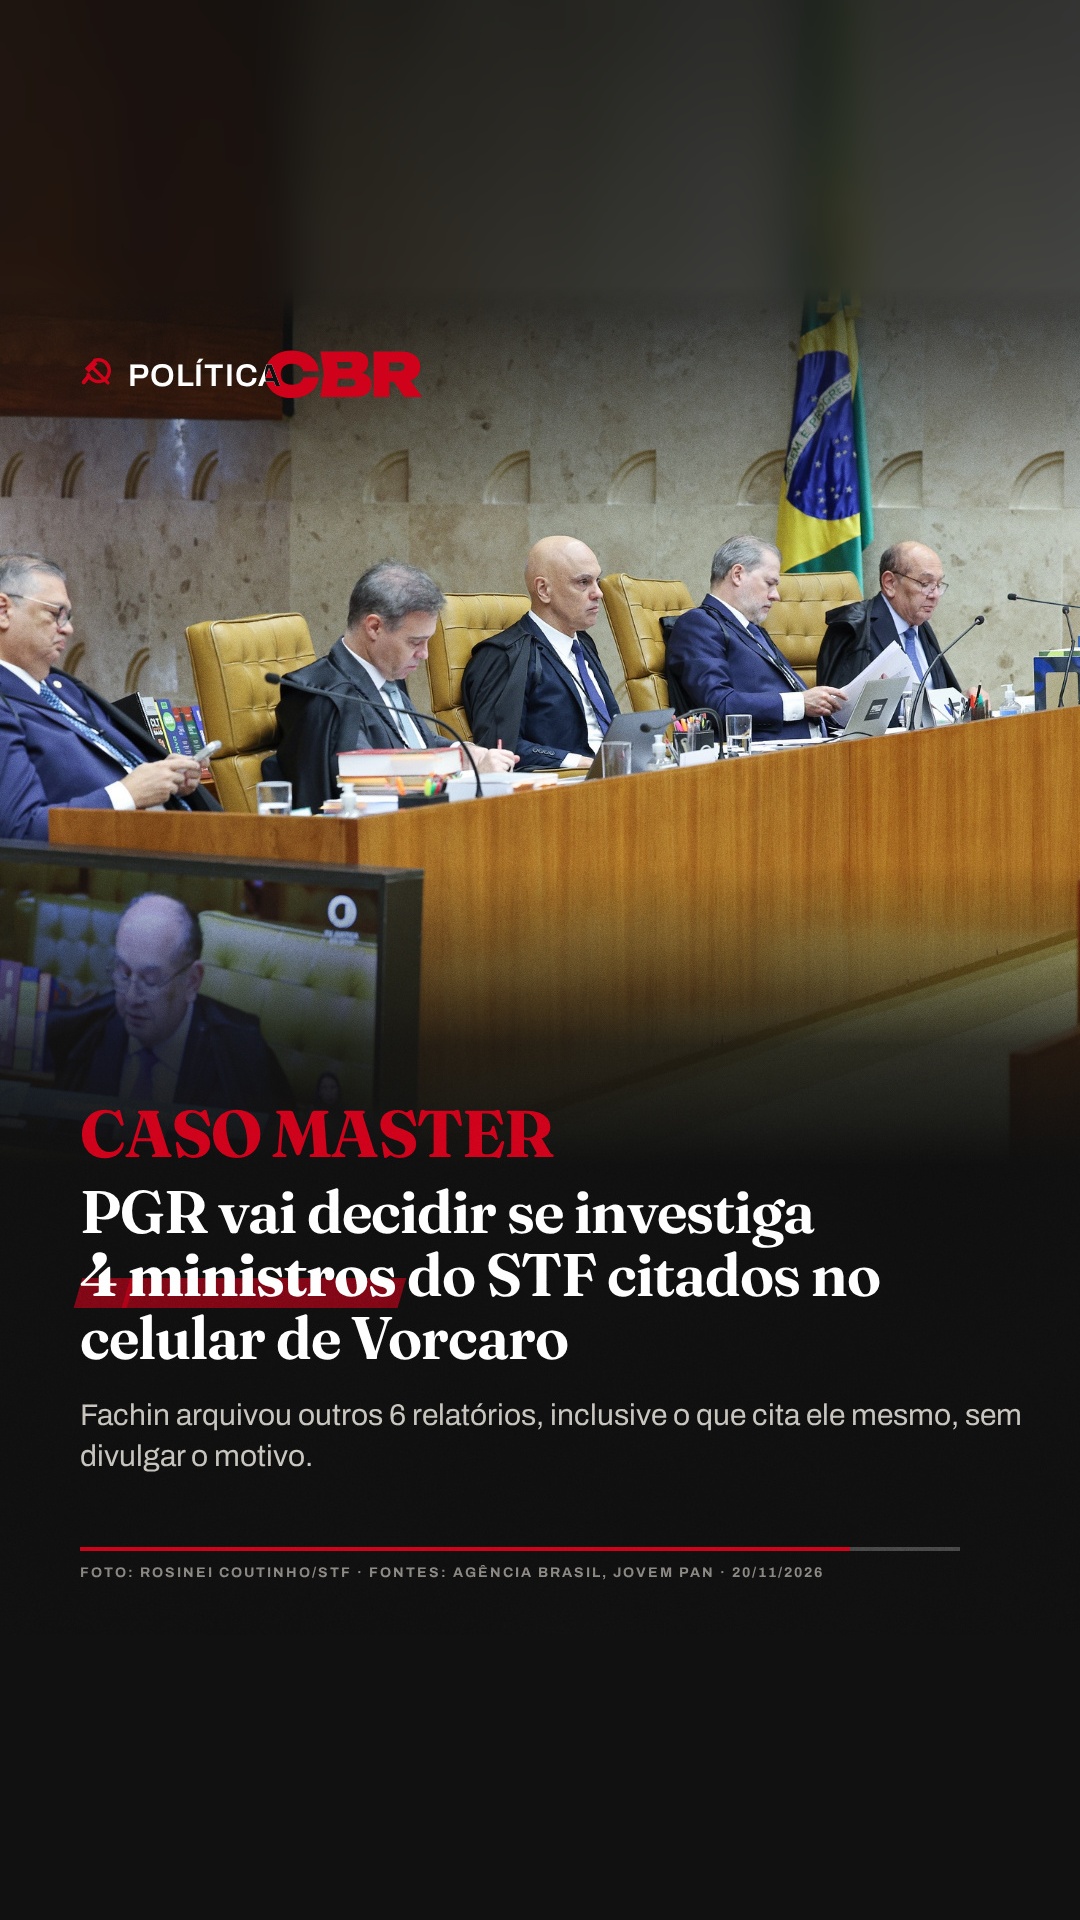 POLÍTICA
CBR
CASO MASTER
PGR vai decidir se investiga
4 ministros do STF citados no
celular de Vorcaro
Fachin arquivou outros 6 relatórios, inclusive o que cita ele mesmo, sem
divulgar o motivo.
FOTO: ROSINEI COUTINHO/STF · FONTES: AGÊNCIA BRASIL, JOVEM PAN · 20/11/2026